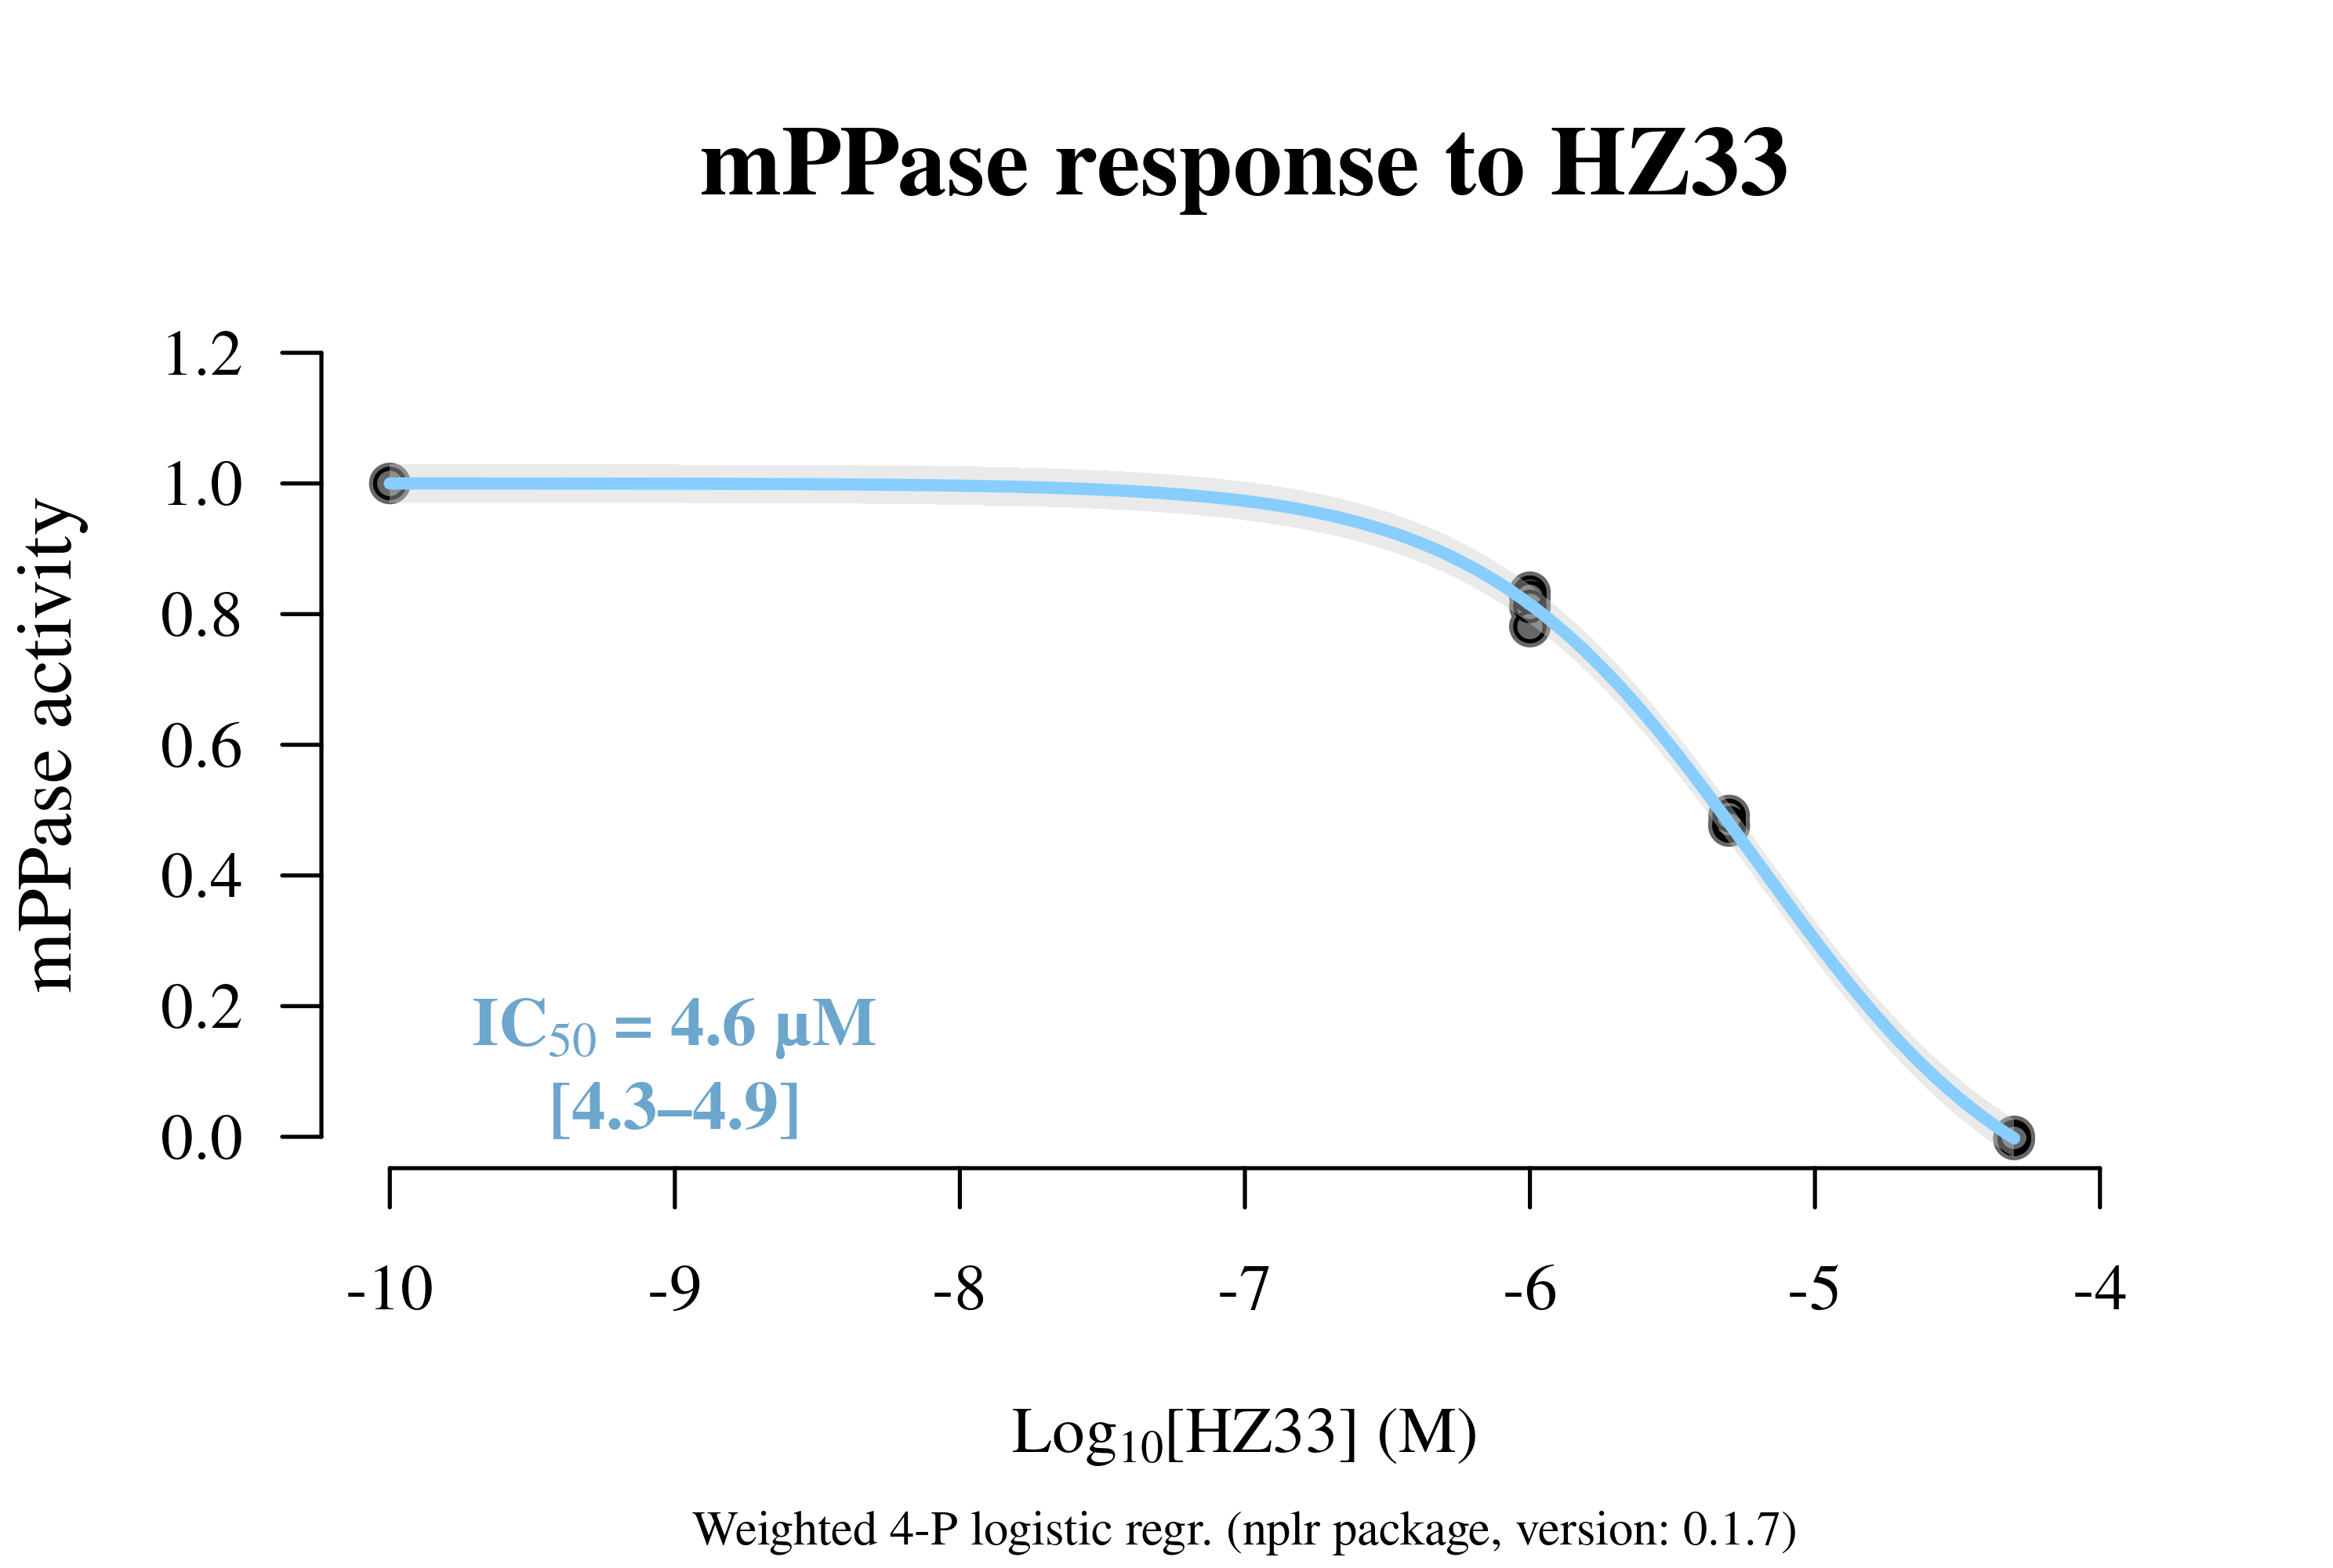 mPPase response to HZ33
mPPase activity
1.2
1.0
0.8
0.6
0.4
0.2
0.0
IC50 = 4.6 µM
[4.3–4.9]
-10 -9 -8 -7 -6 -5 -4
Log10[HZ33] (M)
Weighted 4-P logistic regr. (nplr package, version: 0.1.7)